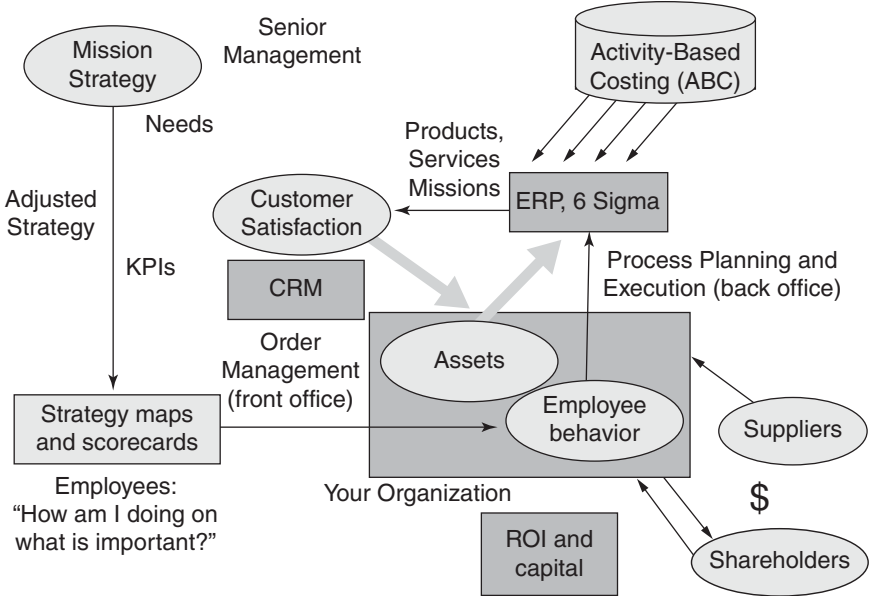 Mission
Strategy
Senior
Management
Activity-Based
Costing (ABC)
Needs
Products,
Services
Missions
ERP, 6 Sigma
Adjusted
Strategy
Customer
Satisfaction
KPIs
CRM
Process Planning and
Execution (back office)
Order
Management
(front office)
Assets
Strategy maps
and scorecards
Employee
behavior
Suppliers
Employees:
“How am I doing on
what is important?”
Your Organization
$
ROI and
capital
Shareholders